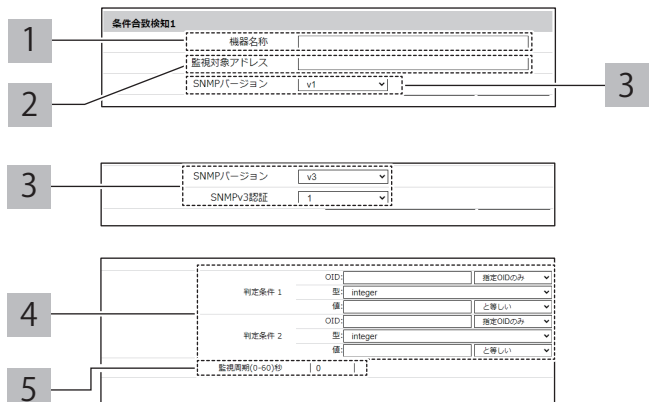 条件合致検知1
1
機器名称
監視対象アドレス
2
SNMPバージョン v1
3
3
SNMPバージョン v3
SNMPv3認証 1
4
OID: 指定OIDのみ
判定条件 1 型: integer
値: と等しい
OID: 指定OIDのみ
判定条件 2 型: integer
値: と等しい
5
監視周期(0-60)秒 0